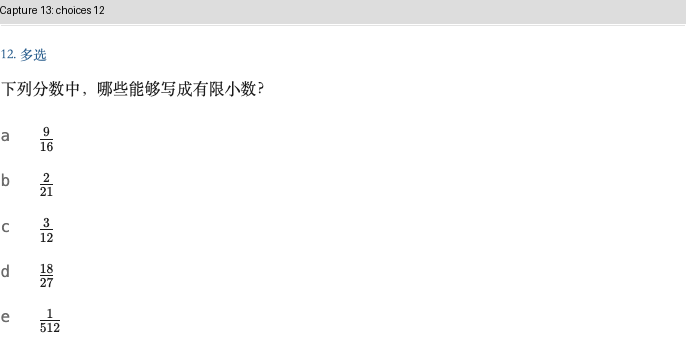 Capture 13: choices 12
12. 多选
下列分数中，哪些能够写成有限小数？
a 9/16
b 2/21
c 3/12
d 18/27
e 1/512